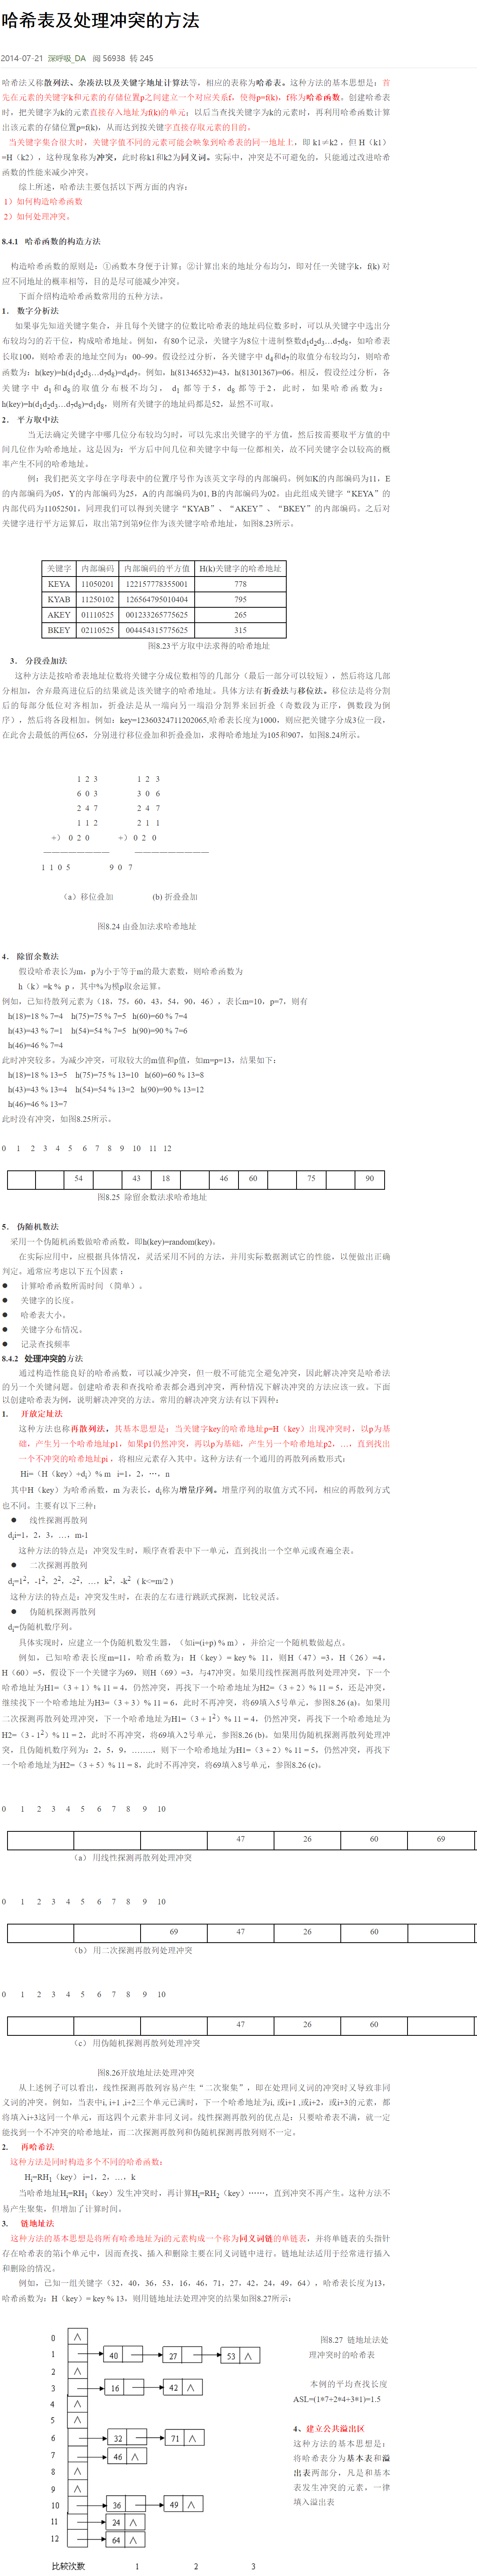 哈希表及处理冲突的方法
2014-07-21 深呼吸_DA 阅 56938 转 245
哈希法又称散列法、杂凑法以及关键字地址计算法等，相应的表称为哈希表。这种方法的基本思想是：首
先在元素的关键字k和元素的存储位置p之间建立一个对应关系f，使得p=f(k)，f称为哈希函数。创建哈希表
时，把关键字为k的元素直接存入地址为f(k)的单元；以后当查找关键字为k的元素时，再利用哈希函数计算
出该元素的存储位置p=f(k)，从而达到按关键字直接存取元素的目的。
当关键字集合很大时，关键字值不同的元素可能会映象到哈希表的同一地址上，即 k1≠k2 ，但 H（k1）
=H（k2），这种现象称为冲突，此时称k1和k2为同义词。实际中，冲突是不可避免的，只能通过改进哈希
函数的性能来减少冲突。
综上所述，哈希法主要包括以下两方面的内容：
1）如何构造哈希函数
2）如何处理冲突。
8.4.1 哈希函数的构造方法
构造哈希函数的原则是：①函数本身便于计算；②计算出来的地址分布均匀，即对任一关键字k，f(k) 对
应不同地址的概率相等，目的是尽可能减少冲突。
下面介绍构造哈希函数常用的五种方法。
1． 数字分析法
如果事先知道关键字集合，并且每个关键字的位数比哈希表的地址码位数多时，可以从关键字中选出分
布较均匀的若干位，构成哈希地址。例如，有80个记录，关键字为8位十进制整数d1d2d3…d7d8，如哈希表
长取100，则哈希表的地址空间为：00~99。假设经过分析，各关键字中 d4和d7的取值分布较均匀，则哈希
函数为：h(key)=h(d1d2d3…d7d8)=d4d7。例如，h(81346532)=43，h(81301367)=06。相反，假设经过分析，各
关键字中 d1和d8的取值分布极不均匀， d1 都等于5，d8 都等于2，此时，如果哈希函数为：
h(key)=h(d1d2d3…d7d8)=d1d8，则所有关键字的地址码都是52，显然不可取。
2． 平方取中法
当无法确定关键字中哪几位分布较均匀时，可以先求出关键字的平方值，然后按需要取平方值的中
间几位作为哈希地址。这是因为：平方后中间几位和关键字中每一位都相关，故不同关键字会以较高的概
率产生不同的哈希地址。
例：我们把英文字母在字母表中的位置序号作为该英文字母的内部编码。例如K的内部编码为11，E
的内部编码为05，Y的内部编码为25，A的内部编码为01, B的内部编码为02。由此组成关键字“KEYA”的
内部代码为11052501，同理我们可以得到关键字“KYAB”、“AKEY”、“BKEY”的内部编码。之后对
关键字进行平方运算后，取出第7到第9位作为该关键字哈希地址，如图8.23所示。
关键字 内部编码 内部编码的平方值 H(k)关键字的哈希地址
KEYA 11050201 122157778355001 778
KYAB 11250102 126564795010404 795
AKEY 01110525 001233265775625 265
BKEY 02110525 004454315775625 315
图8.23平方取中法求得的哈希地址
3． 分段叠加法
这种方法是按哈希表地址位数将关键字分成位数相等的几部分（最后一部分可以较短），然后将这几部
分相加，舍弃最高进位后的结果就是该关键字的哈希地址。具体方法有折叠法与移位法。移位法是将分割
后的每部分低位对齐相加，折叠法是从一端向另一端沿分割界来回折叠（奇数段为正序，偶数段为倒
序），然后将各段相加。例如：key=12360324711202065,哈希表长度为1000，则应把关键字分成3位一段，
在此舍去最低的两位65，分别进行移位叠加和折叠叠加，求得哈希地址为105和907，如图8.24所示。
1 2 3 1 2 3
6 0 3 3 0 6
2 4 7 2 4 7
1 1 2 2 1 1
+） 0 2 0 +） 0 2 0
———————— —————————
1 1 0 5 9 0 7
（a）移位叠加 (b) 折叠叠加
图8.24 由叠加法求哈希地址
4． 除留余数法
假设哈希表长为m，p为小于等于m的最大素数，则哈希函数为
h（k）=k % p ，其中%为模p取余运算。
例如，已知待散列元素为（18，75，60，43，54，90，46），表长m=10，p=7，则有
h(18)=18 % 7=4 h(75)=75 % 7=5 h(60)=60 % 7=4
h(43)=43 % 7=1 h(54)=54 % 7=5 h(90)=90 % 7=6
h(46)=46 % 7=4
此时冲突较多。为减少冲突，可取较大的m值和p值，如m=p=13，结果如下：
h(18)=18 % 13=5 h(75)=75 % 13=10 h(60)=60 % 13=8
h(43)=43 % 13=4 h(54)=54 % 13=2 h(90)=90 % 13=12
h(46)=46 % 13=7
此时没有冲突，如图8.25所示。
0 1 2 3 4 5 6 7 8 9 10 11 12
54 43 18 46 60 75 90
图8.25 除留余数法求哈希地址
5． 伪随机数法
采用一个伪随机函数做哈希函数，即h(key)=random(key)。
在实际应用中，应根据具体情况，灵活采用不同的方法，并用实际数据测试它的性能，以便做出正确
判定。通常应考虑以下五个因素 ：
● 计算哈希函数所需时间 （简单）。
● 关键字的长度。
● 哈希表大小。
● 关键字分布情况。
● 记录查找频率
8.4.2 处理冲突的方法
通过构造性能良好的哈希函数，可以减少冲突，但一般不可能完全避免冲突，因此解决冲突是哈希法
的另一个关键问题。创建哈希表和查找哈希表都会遇到冲突，两种情况下解决冲突的方法应该一致。下面
以创建哈希表为例，说明解决冲突的方法。常用的解决冲突方法有以下四种：
1. 开放定址法
这种方法也称再散列法，其基本思想是：当关键字key的哈希地址p=H（key）出现冲突时，以p为基
础，产生另一个哈希地址p1，如果p1仍然冲突，再以p为基础，产生另一个哈希地址p2，…，直到找出
一个不冲突的哈希地址pi ，将相应元素存入其中。这种方法有一个通用的再散列函数形式：
Hi=（H（key）+di）% m i=1，2，…，n
其中H（key）为哈希函数，m 为表长，di称为增量序列。增量序列的取值方式不同，相应的再散列方式
也不同。主要有以下三种：
● 线性探测再散列
dii=1，2，3，…，m-1
这种方法的特点是：冲突发生时，顺序查看表中下一单元，直到找出一个空单元或查遍全表。
● 二次探测再散列
di=1²，-1²，2²，-2²，…，k²，-k² ( k<=m/2 )
这种方法的特点是：冲突发生时，在表的左右进行跳跃式探测，比较灵活。
● 伪随机探测再散列
di=伪随机数序列。
具体实现时，应建立一个伪随机数发生器，（如i=(i+p) % m），并给定一个随机数做起点。
例如，已知哈希表长度m=11，哈希函数为：H（key）= key % 11，则H（47）=3，H（26）=4，
H（60）=5，假设下一个关键字为69，则H（69）=3，与47冲突。如果用线性探测再散列处理冲突，下一个
哈希地址为H1=（3 + 1）% 11 = 4，仍然冲突，再找下一个哈希地址为H2=（3 + 2）% 11 = 5，还是冲突，
继续找下一个哈希地址为H3=（3 + 3）% 11 = 6，此时不再冲突，将69填入5号单元，参图8.26 (a)。如果用
二次探测再散列处理冲突，下一个哈希地址为H1=（3 + 1²）% 11 = 4，仍然冲突，再找下一个哈希地址为
H2=（3 - 1²）% 11 = 2，此时不再冲突，将69填入2号单元，参图8.26 (b)。如果用伪随机探测再散列处理冲
突，且伪随机数序列为：2，5，9，……..，则下一个哈希地址为H1=（3 + 2）% 11 = 5，仍然冲突，再找下
一个哈希地址为H2=（3 + 5）% 11 = 8，此时不再冲突，将69填入8号单元，参图8.26 (c)。
0 1 2 3 4 5 6 7 8 9 10
47 26 60 69
（a） 用线性探测再散列处理冲突
0 1 2 3 4 5 6 7 8 9 10
69 47 26 60
（b） 用二次探测再散列处理冲突
0 1 2 3 4 5 6 7 8 9 10
47 26 60
（c） 用伪随机探测再散列处理冲突
图8.26开放地址法处理冲突
从上述例子可以看出，线性探测再散列容易产生“二次聚集”，即在处理同义词的冲突时又导致非同
义词的冲突。例如，当表中i, i+1 ,i+2三个单元已满时，下一个哈希地址为i, 或i+1 ,或i+2，或i+3的元素，都
将填入i+3这同一个单元，而这四个元素并非同义词。线性探测再散列的优点是：只要哈希表不满，就一定
能找到一个不冲突的哈希地址，而二次探测再散列和伪随机探测再散列则不一定。
2. 再哈希法
这种方法是同时构造多个不同的哈希函数：
Hi=RH1（key） i=1，2，…，k
当哈希地址Hi=RH1（key）发生冲突时，再计算Hi=RH2（key）……，直到冲突不再产生。这种方法不
易产生聚集，但增加了计算时间。
3. 链地址法
这种方法的基本思想是将所有哈希地址为i的元素构成一个称为同义词链的单链表，并将单链表的头指针
存在哈希表的第i个单元中，因而查找、插入和删除主要在同义词链中进行。链地址法适用于经常进行插入
和删除的情况。
例如，已知一组关键字（32，40，36，53，16，46，71，27，42，24，49，64），哈希表长度为13，
哈希函数为：H（key）= key % 13，则用链地址法处理冲突的结果如图8.27所示：
0 ∧
1 40 27 53 ∧
2 ∧
3 16 42 ∧
4 ∧
5 ∧
6 32 71 ∧
7 46 ∧
8 ∧
9 ∧
10 36 49 ∧
11 24 ∧
12 64 ∧
比较次数 1 2 3
图8.27 链地址法处
理冲突时的哈希表
本例的平均查找长度
ASL=(1*7+2*4+3*1)=1.5
4、建立公共溢出区
这种方法的基本思想是：
将哈希表分为基本表和溢
出表两部分，凡是和基本
表发生冲突的元素，一律
填入溢出表